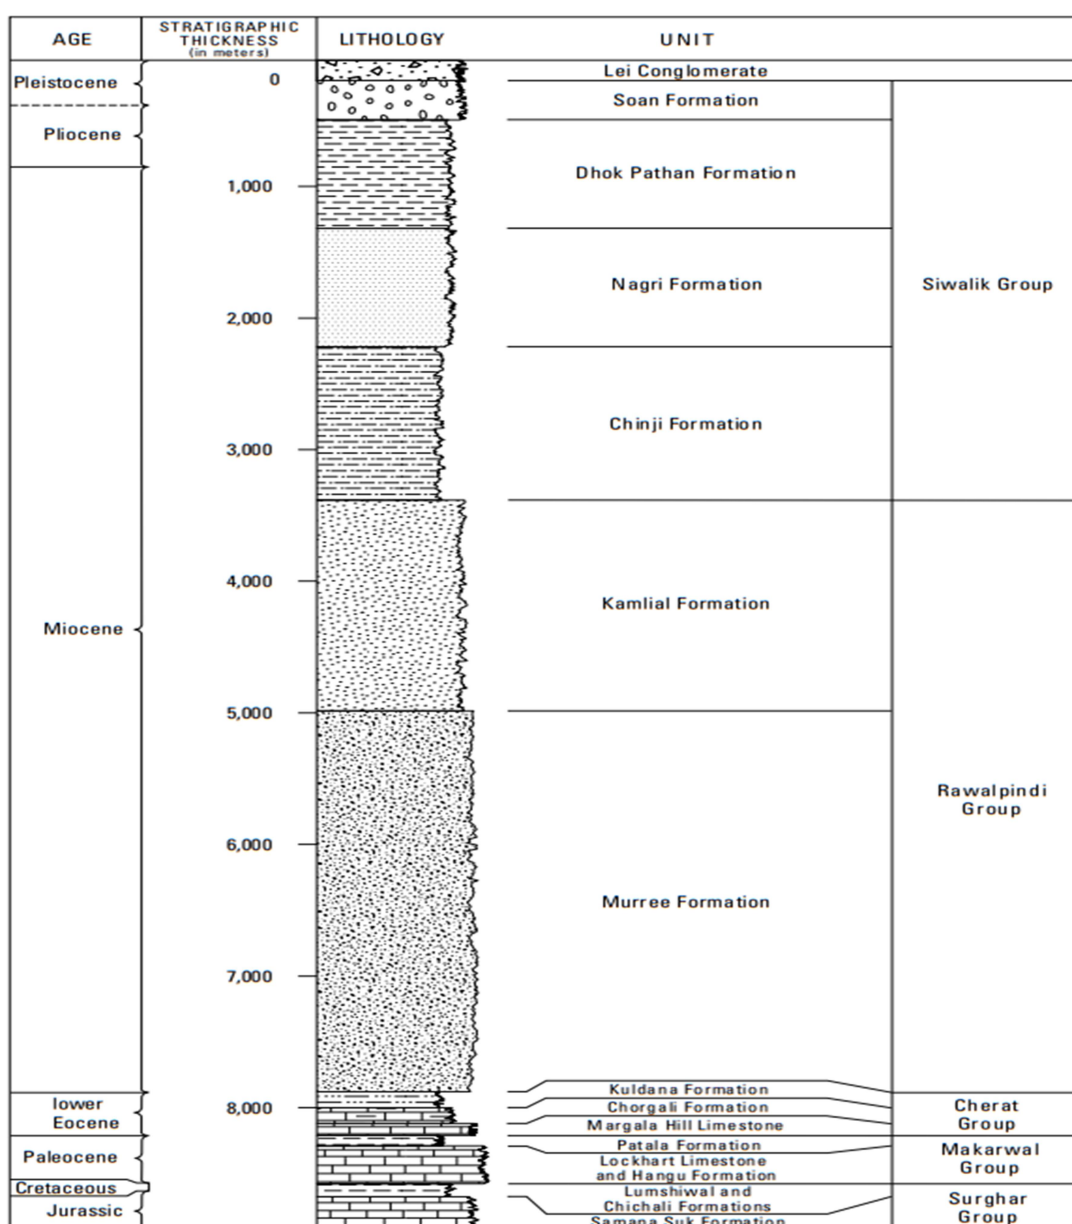 AGE
STRATIGRAPHIC
THICKNESS
(in meters)
LITHOLOGY
UNIT
Pleistocene
0
Lei Conglomerate
Soan Formation
Pliocene
1,000
Dhok Pathan Formation
Nagri Formation
Siwalik Group
2,000
Chinji Formation
3,000
4,000
Kamlial Formation
Miocene
5,000
Rawalpindi
Group
6,000
Murree Formation
7,000
Kuldana Formation
lower
Eocene
8,000
Chorgali Formation
Margala Hill Limestone
Cherat
Group
Paleocene
Patala Formation
Lockhart Limestone
and Hangu Formation
Makarwal
Group
Cretaceous
Lumshiwal and
Chichali Formations
Jurassic
Samana Suk Formation
Surghar
Group